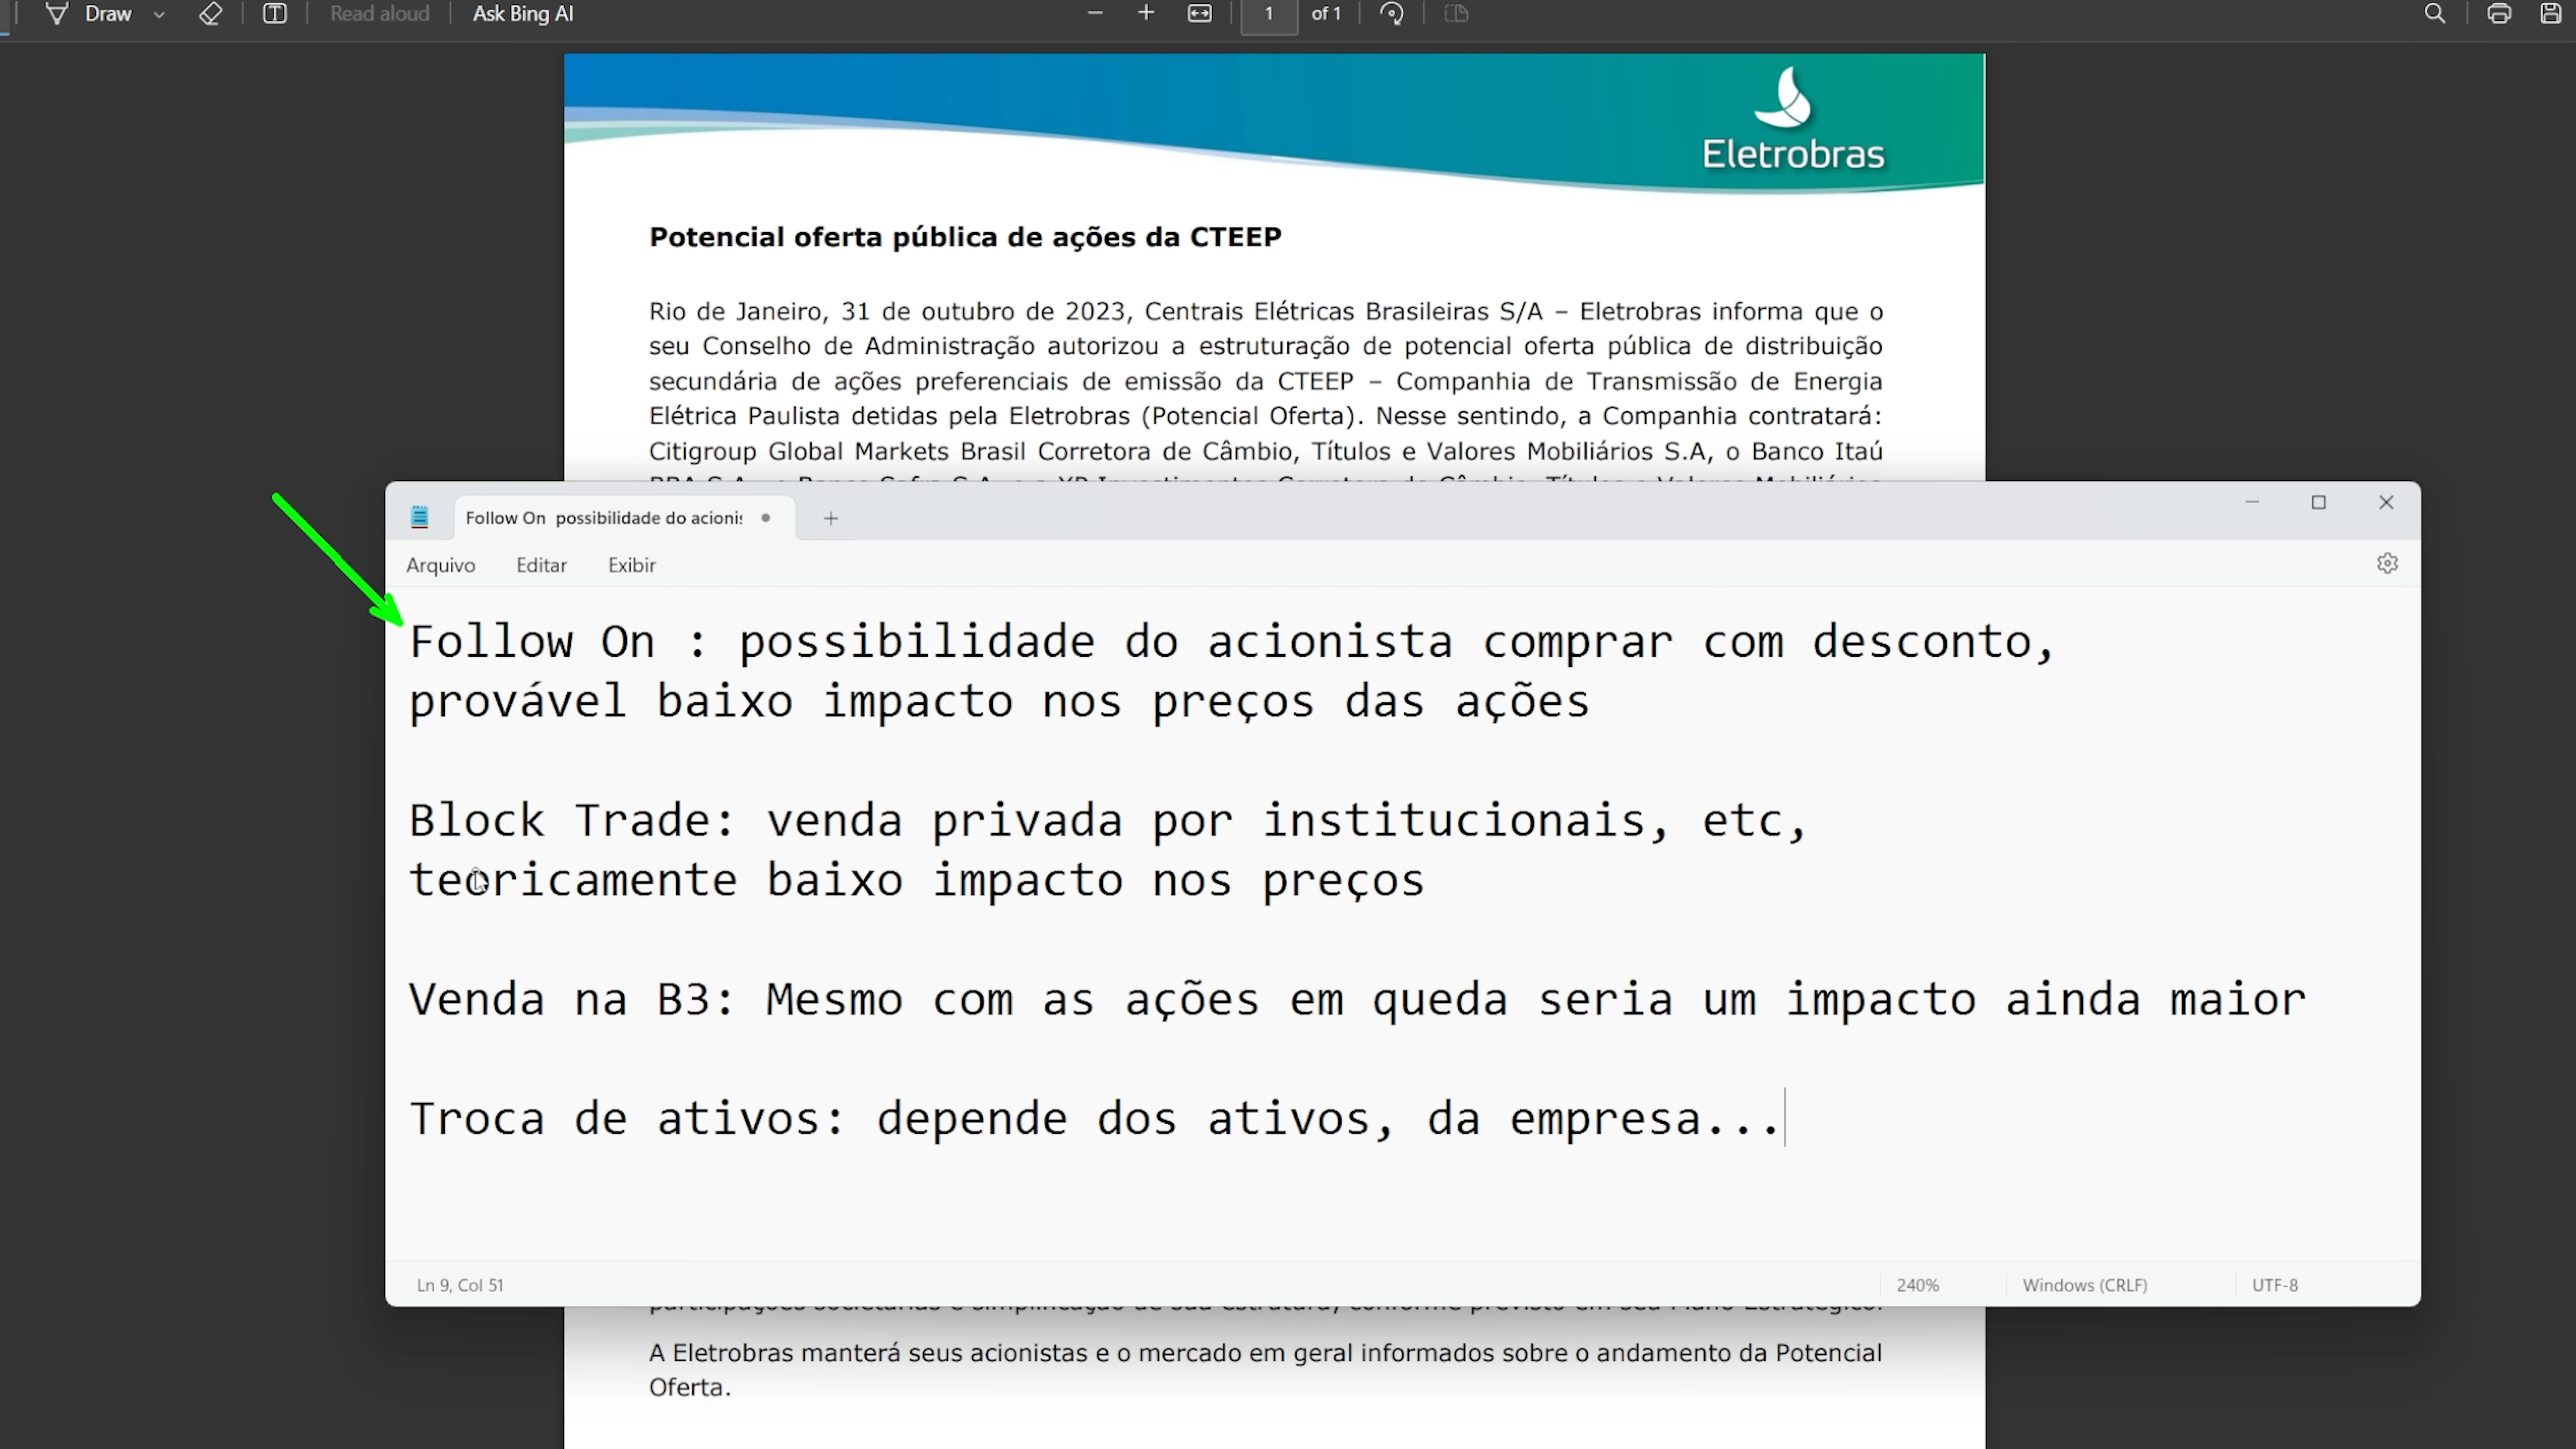 Draw
Read aloud
Ask Bing AI
1
of 1
Eletrobras
Potencial oferta pública de ações da CTEEP
Rio de Janeiro, 31 de outubro de 2023, Centrais Elétricas Brasileiras S/A – Eletrobras informa que o
seu Conselho de Administração autorizou a estruturação de potencial oferta pública de distribuição
secundária de ações preferenciais de emissão da CTEEP – Companhia de Transmissão de Energia
Elétrica Paulista detidas pela Eletrobras (Potencial Oferta). Nesse sentindo, a Companhia contratará:
Citigroup Global Markets Brasil Corretora de Câmbio, Títulos e Valores Mobiliários S.A, o Banco Itaú
Follow On possibilidade do acionis
Arquivo
Editar
Exibir
Follow On : possibilidade do acionista comprar com desconto,
provável baixo impacto nos preços das ações
Block Trade: venda privada por institucionais, etc,
teoricamente baixo impacto nos preços
Venda na B3: Mesmo com as ações em queda seria um impacto ainda maior
Troca de ativos: depende dos ativos, da empresa...
Ln 9, Col 51
240%
Windows (CRLF)
UTF-8
A Eletrobras manterá seus acionistas e o mercado em geral informados sobre o andamento da Potencial
Oferta.